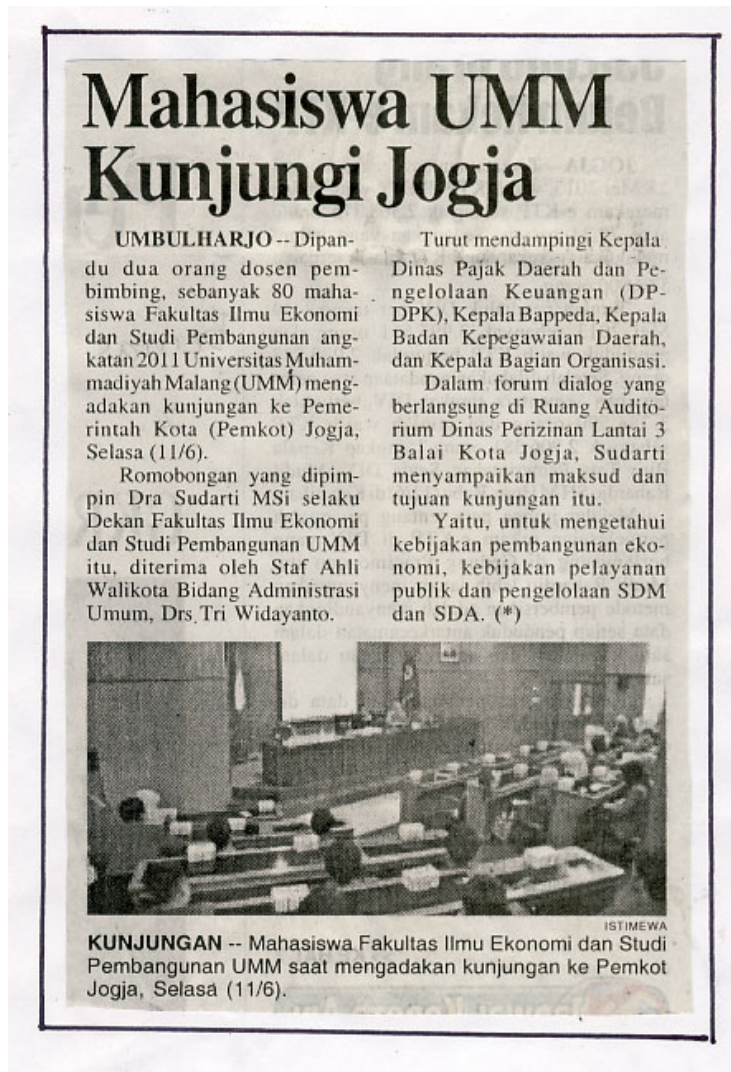 Mahasiswa UMM
Kunjungi Jogja
UMBULHARJO -- Dipan-
du dua orang dosen pem-
bimbing, sebanyak 80 maha-
siswa Fakultas Ilmu Ekonomi
dan Studi Pembangunan ang-
katan 2011 Universitas Muham-
madiyah Malang (UMM) meng-
adakan kunjungan ke Peme-
rintah Kota (Pemkot) Jogja,
Selasa (11/6).
Romobongan yang dipim-
pin Dra Sudarti MSi selaku
Dekan Fakultas Ilmu Ekonomi
dan Studi Pembangunan UMM
itu, diterima oleh Staf Ahli
Walikota Bidang Administrasi
Umum, Drs Tri Widayanto.
Turut mendampingi Kepala
Dinas Pajak Daerah dan Pe-
ngelolaan Keuangan (DP-
DPK), Kepala Bappeda, Kepala
Badan Kepegawaian Daerah,
dan Kepala Bagian Organisasi.
Dalam forum dialog yang
berlangsung di Ruang Audito-
rium Dinas Perizinan Lantai 3
Balai Kota Jogja, Sudarti
menyampaikan maksud dan
tujuan kunjungan itu.
Yaitu, untuk mengetahui
kebijakan pembangunan eko-
nomi, kebijakan pelayanan
publik dan pengelolaan SDM
dan SDA. (*)
ISTIMEWA
KUNJUNGAN -- Mahasiswa Fakultas Ilmu Ekonomi dan Studi
Pembangunan UMM saat mengadakan kunjungan ke Pemkot
Jogja, Selasa (11/6).